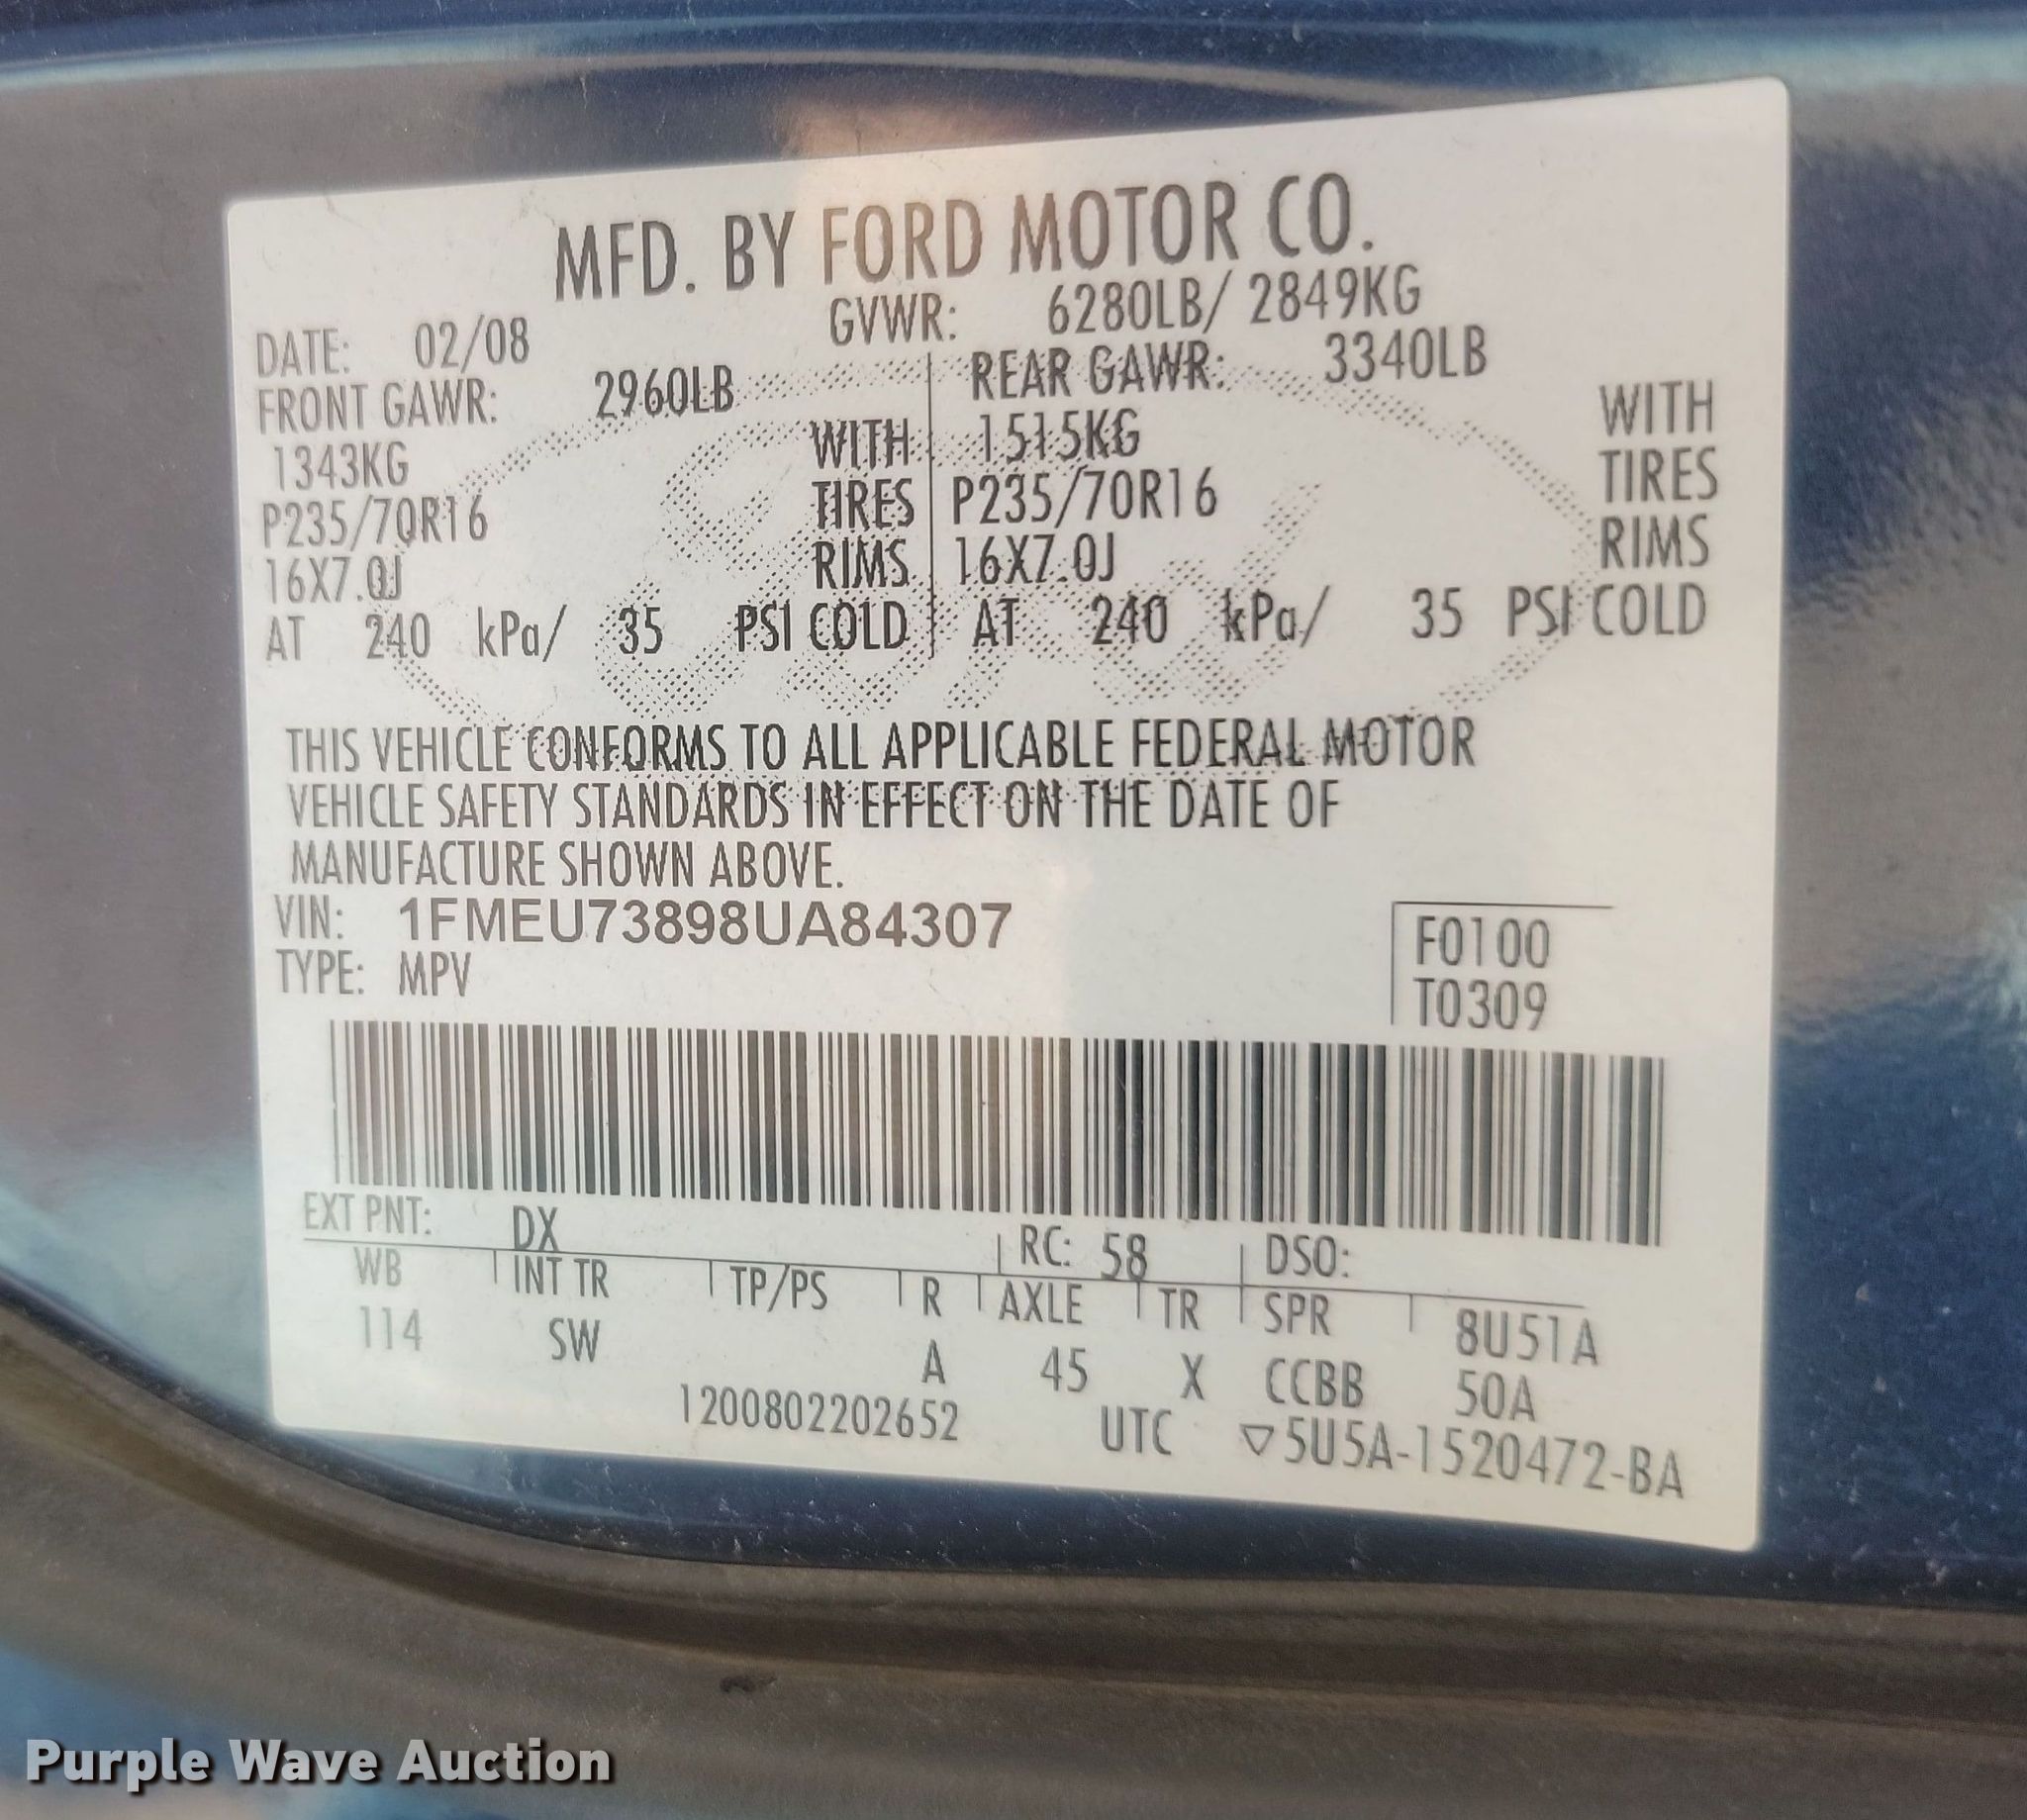 MFD. BY FORD MOTOR CO.
DATE: 02/08 GVWR: 6280LB/ 2849KG
FRONT GAWR: 2960LB REAR GAWR: 3340LB
1343KG WITH 1515KG WITH
P235/70R16 TIRES P235/70R16 TIRES
16X7.0J RIMS 16X7.0J RIMS
AT 240 kPa/ 35 PSI COLD AT 240 kPa/ 35 PSI COLD
THIS VEHICLE CONFORMS TO ALL APPLICABLE FEDERAL MOTOR
VEHICLE SAFETY STANDARDS IN EFFECT ON THE DATE OF
MANUFACTURE SHOWN ABOVE.
VIN: 1FMEU73898UA84307 F0100
TYPE: MPV T0309
EXT PNT: DX RC: 58 DSO:
WB INT TR TP/PS R AXLE TR SPR 8U51A
114 SW A 45 X CCBB 50A
1200802202652 UTC ▽5U5A-1520472-BA
Purple Wave Auction